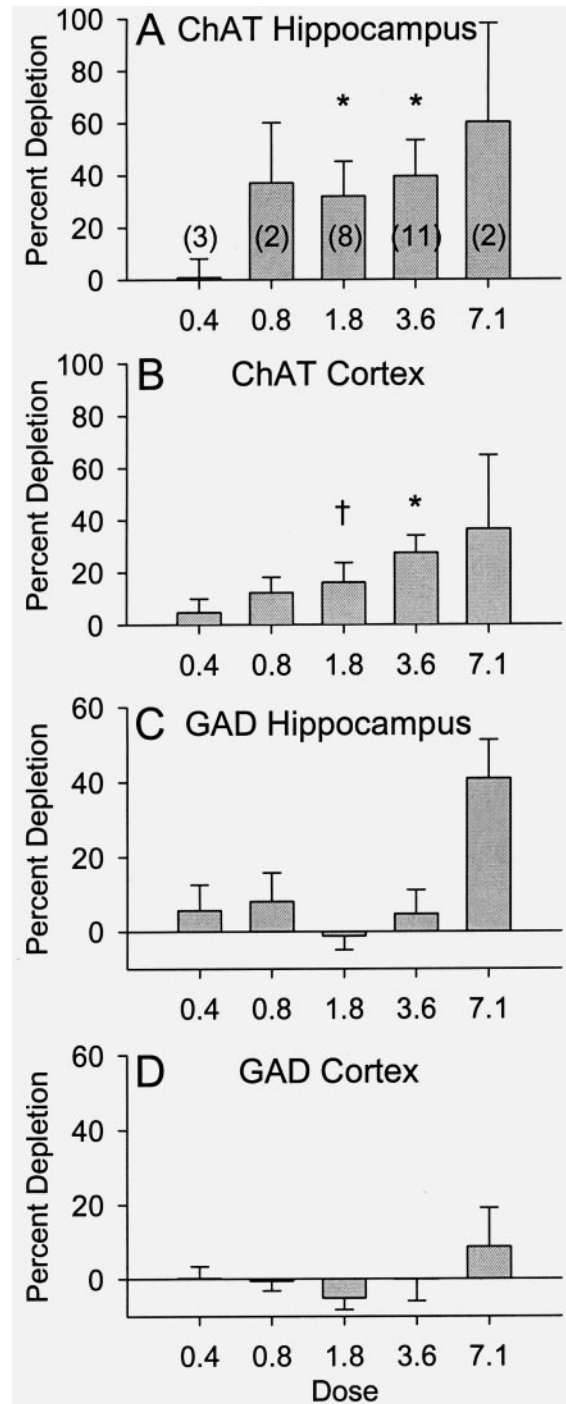 A ChAT Hippocampus
Percent Depletion
100
80
60
40
20
0
* *
(3) (2) (8) (11) (2)
0.4 0.8 1.8 3.6 7.1
B ChAT Cortex
Percent Depletion
100
80
60
40
20
0
† *
0.4 0.8 1.8 3.6 7.1
C GAD Hippocampus
Percent Depletion
60
40
20
0
0.4 0.8 1.8 3.6 7.1
D GAD Cortex
Percent Depletion
60
40
20
0
0.4 0.8 1.8 3.6 7.1
Dose